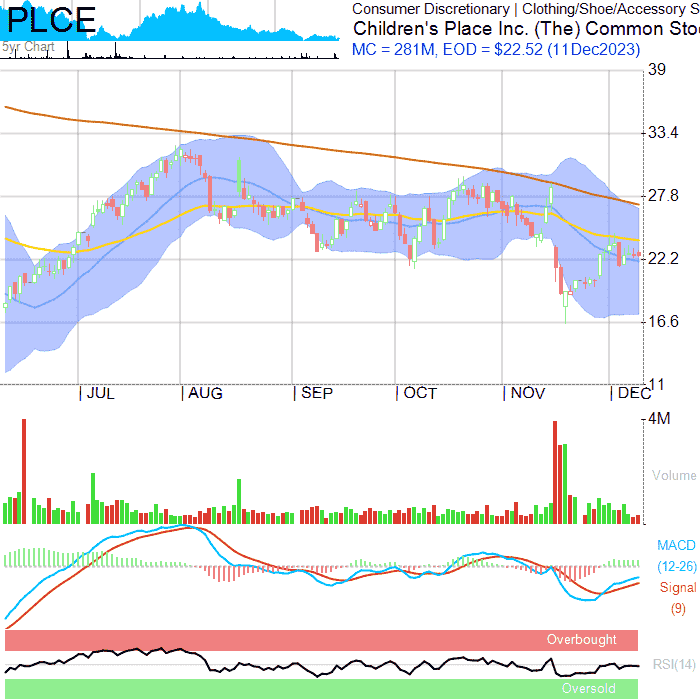 PLCE
5yr Chart
Consumer Discretionary | Clothing/Shoe/Accessory S
Children's Place Inc. (The) Common Sto
MC = 281M, EOD = $22.52 (11Dec2023)
39
33.4
27.8
22.2
16.6
11
| JUL | AUG | SEP | OCT | NOV | DEC
4M
Volume
MACD
(12-26)
Signal
(9)
Overbought
RSI(14)
Oversold